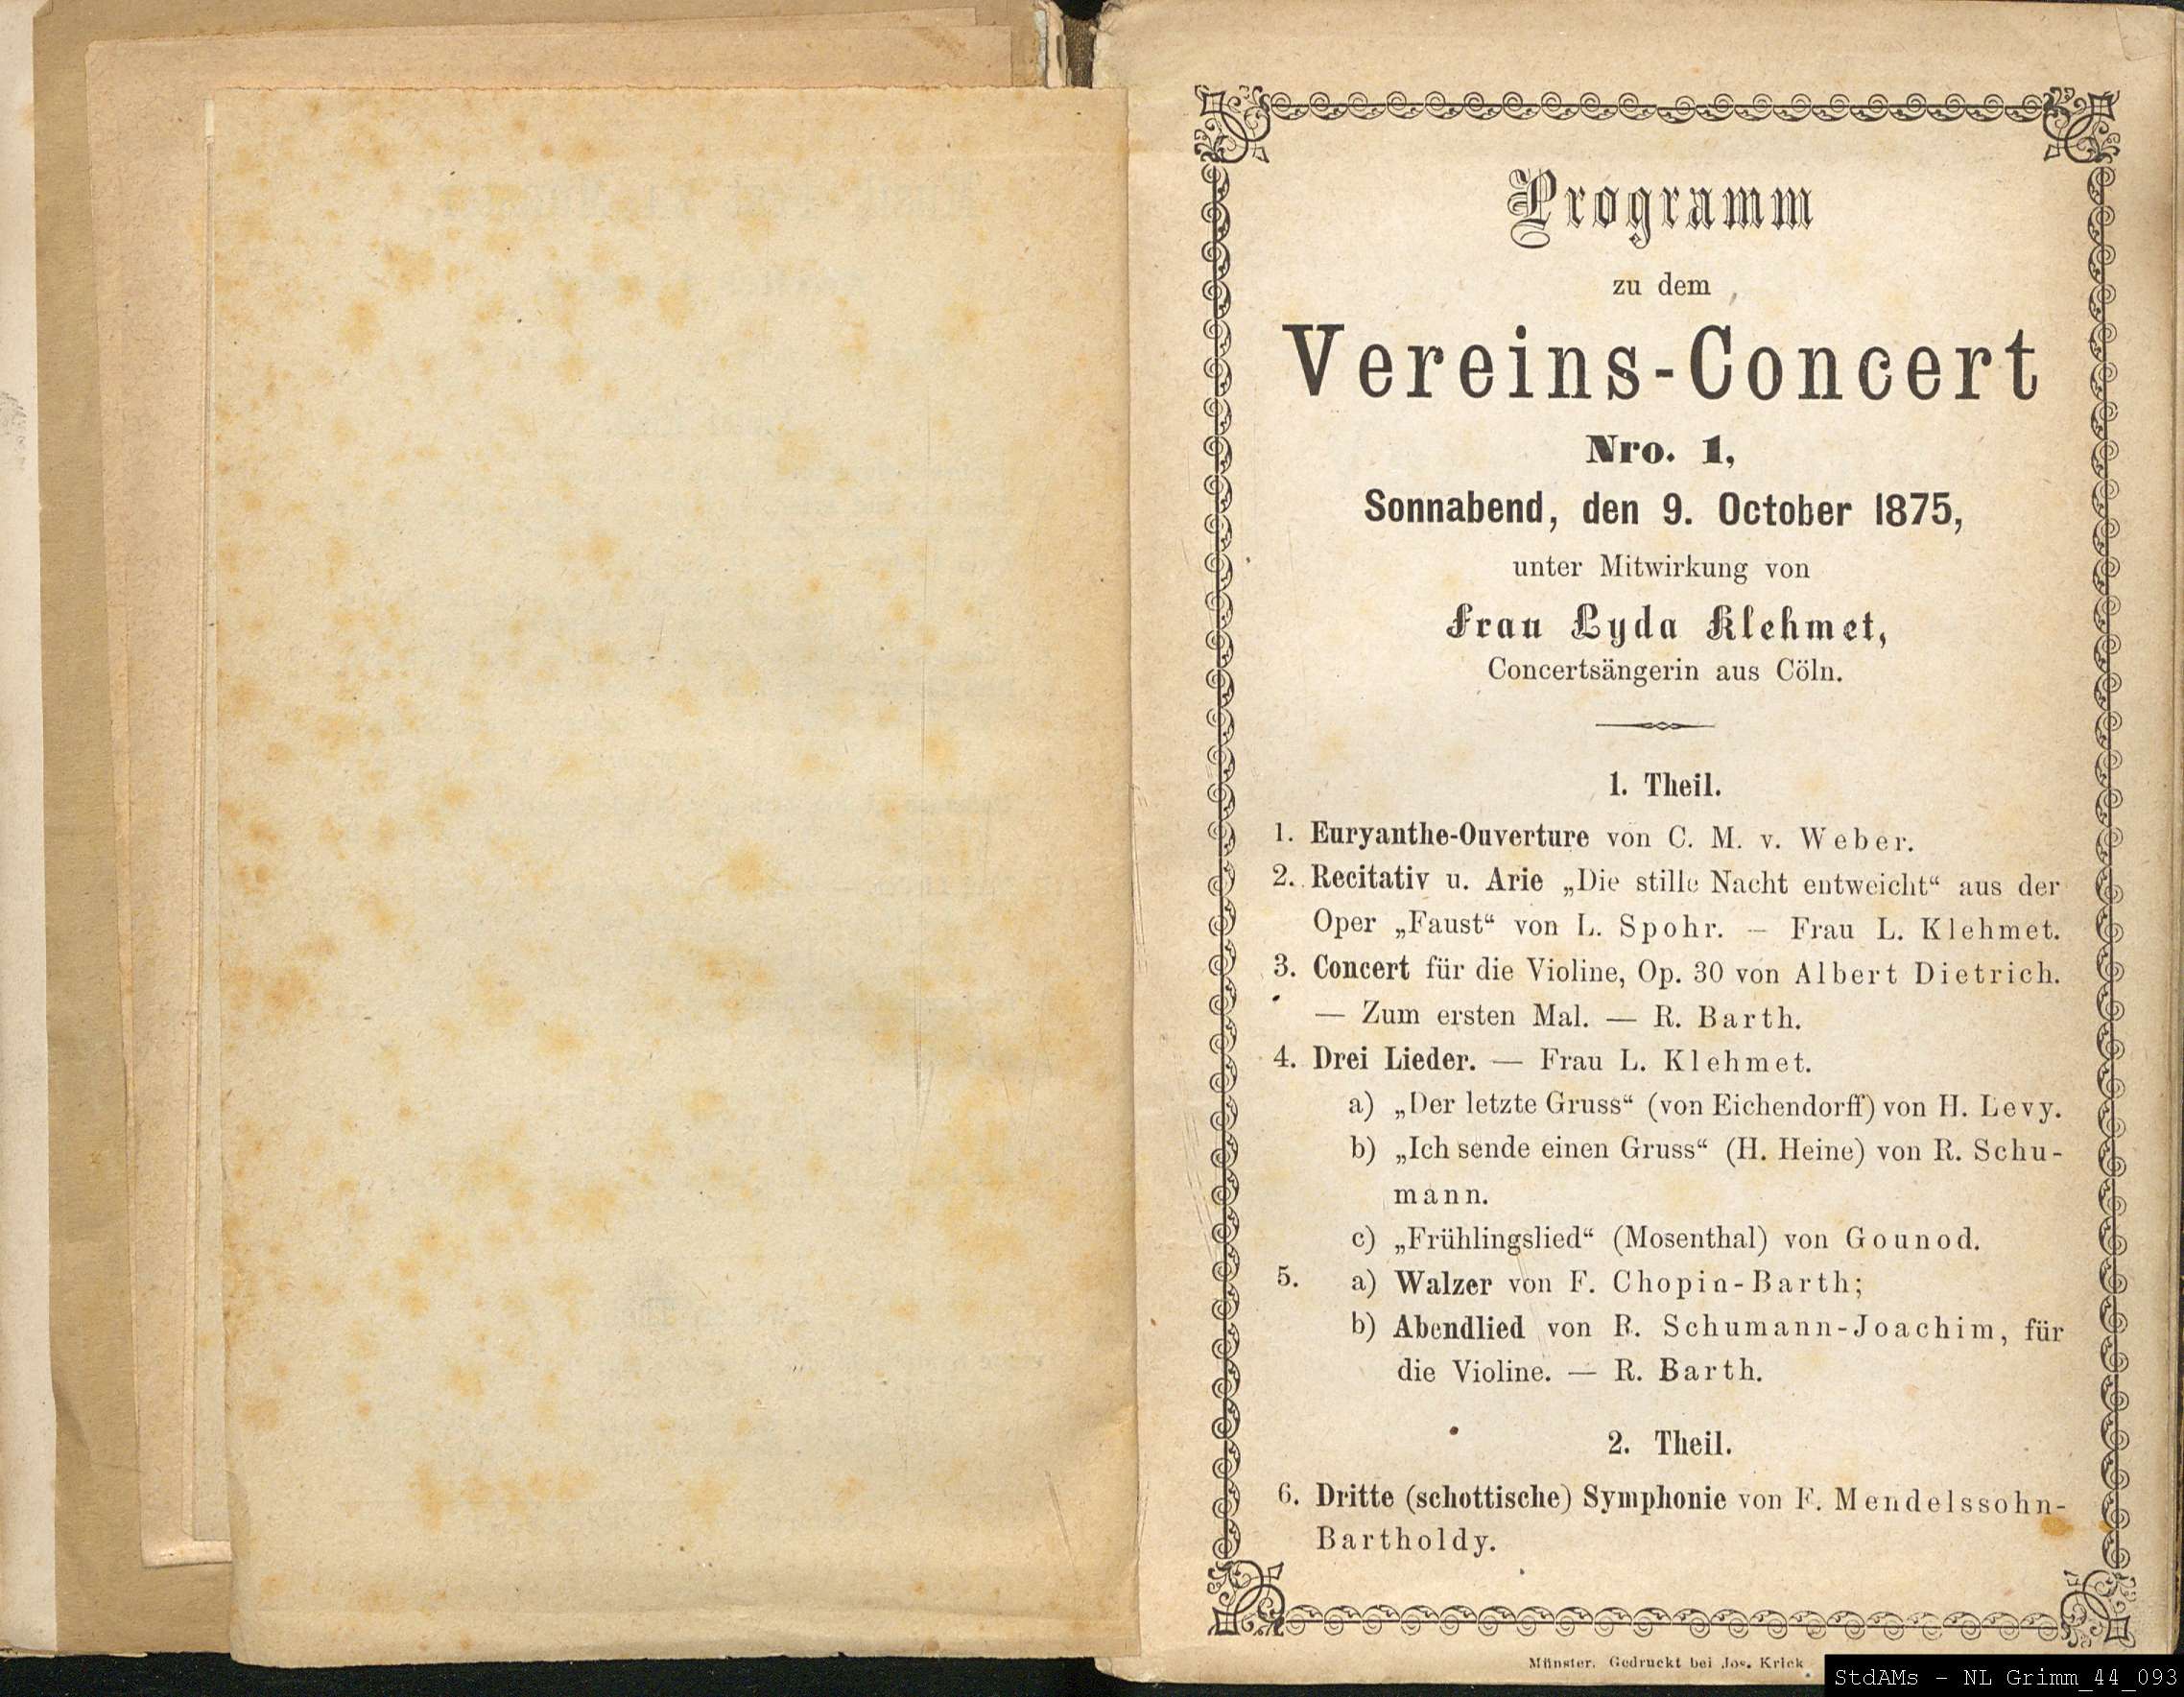 Programm
zu dem
Vereins-Concert
Nro. 1,
Sonnabend, den 9. October 1875,
unter Mitwirkung von
Frau Lyda Klehmet,
Concertsängerin aus Cöln.
1. Theil.
1. Euryanthe-Ouverture von C. M. v. Weber.
2. Recitativ u. Arie „Die stille Nacht entweicht“ aus der
Oper „Faust“ von L. Spohr. – Frau L. Klehmet.
3. Concert für die Violine, Op. 30 von Albert Dietrich.
— Zum ersten Mal. — R. Barth.
4. Drei Lieder. — Frau L. Klehmet.
a) „Der letzte Gruss“ (von Eichendorff) von H. Levy.
b) „Ich sende einen Gruss“ (H. Heine) von R. Schu-
mann.
c) „Frühlingslied“ (Mosenthal) von Gounod.
5. a) Walzer von F. Chopin-Barth;
b) Abendlied von R. Schumann-Joachim, für
die Violine. — R. Barth.
2. Theil.
6. Dritte (schottische) Symphonie von F. Mendelssohn-
Bartholdy.
Münster. Gedruckt bei Jos. Krick
StdAMs - NL Grimm_44_093